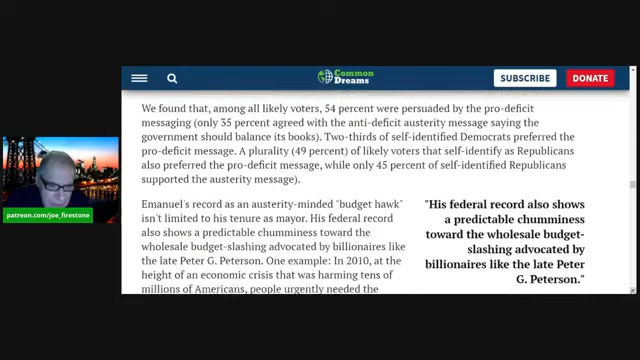 Common
Dreams
SUBSCRIBE
DONATE
We found that, among all likely voters, 54 percent were persuaded by the pro-deficit
messaging (only 35 percent agreed with the anti-deficit austerity message saying the
government should balance its books). Two-thirds of self-identified Democrats preferred the
pro-deficit message. A plurality (49 percent) of likely voters that self-identify as Republicans
also preferred the pro-deficit message, while only 45 percent of self-identified Republicans
supported the austerity message).
Emanuel's record as an austerity-minded "budget hawk"
isn't limited to his tenure as mayor. His federal record
also shows a predictable chumminess toward the
wholesale budget-slashing advocated by billionaires like
the late Peter G. Peterson. One example: In 2010, at the
height of an economic crisis that was harming tens of
millions of Americans, people urgently needed the
"His federal record also shows
a predictable chumminess
toward the wholesale budget-
slashing advocated by
billionaires like the late Peter
G. Peterson."
patreon.com/joe_firestone